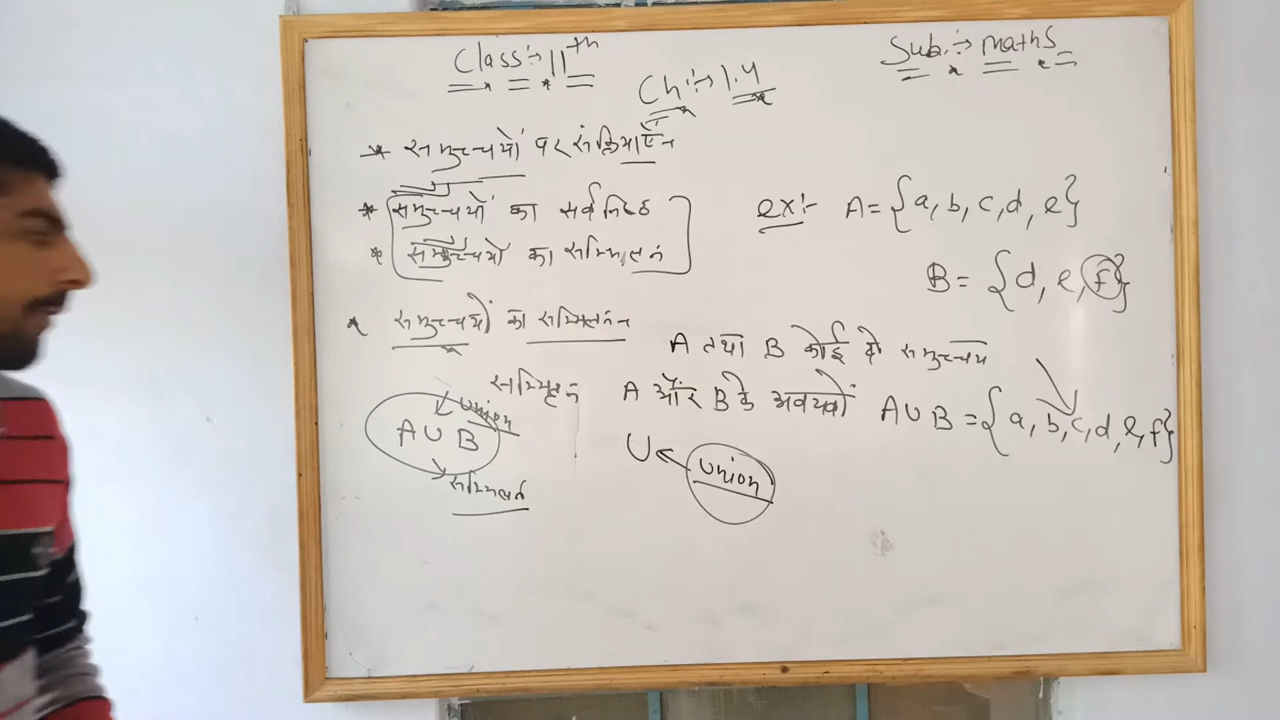 Class:- 11th
Sub.:- maths
Ch:- 1.4
* समुच्चयों पर संक्रियाएँ
* समुच्चयों का सर्वनिष्ठ
* समुच्चयों का सम्मिलन
ex:- A = {a, b, c, d, e}
B = {d, e, f}
* समुच्चयों का सम्मिलन
A तथा B कोई दो समुच्चय
A और B के अवयवों
A ∪ B = {a, b, c, d, e, f}
union
A ∪ B
सम्मिलन
∪ ← union